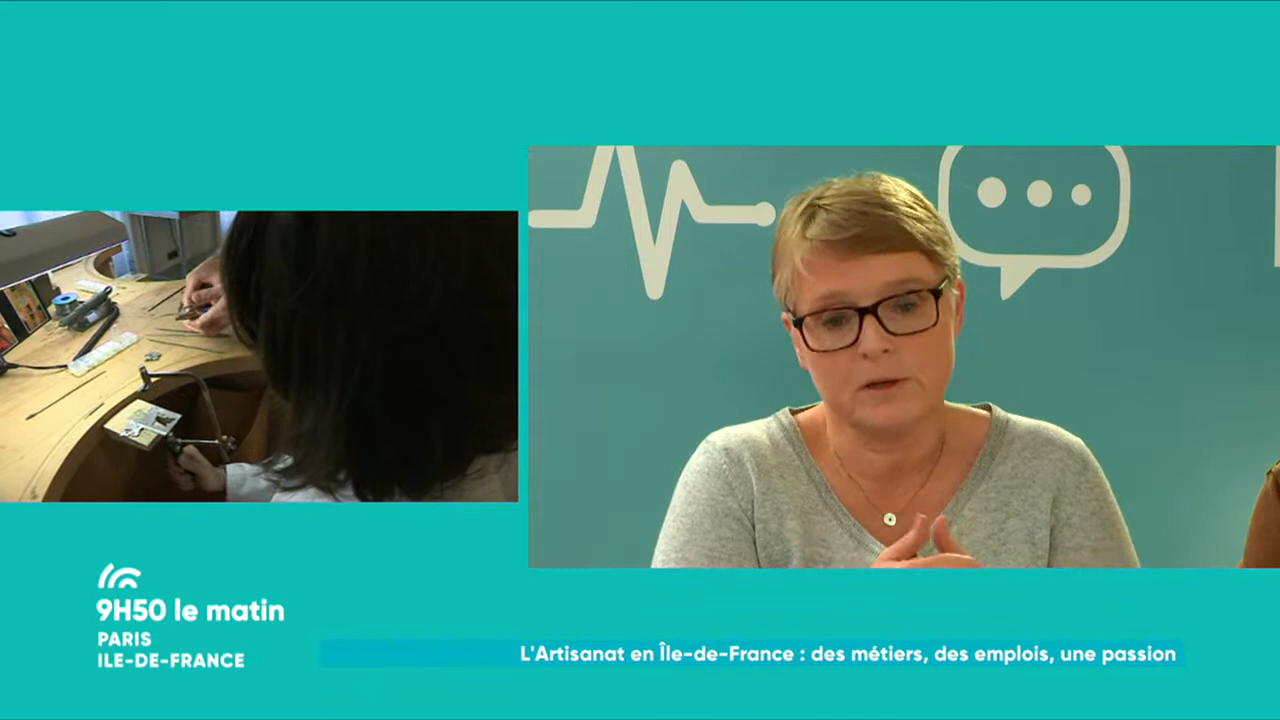 9H50 le matin
PARIS
ILE-DE-FRANCE
L'Artisanat en Île-de-France : des métiers, des emplois, une passion